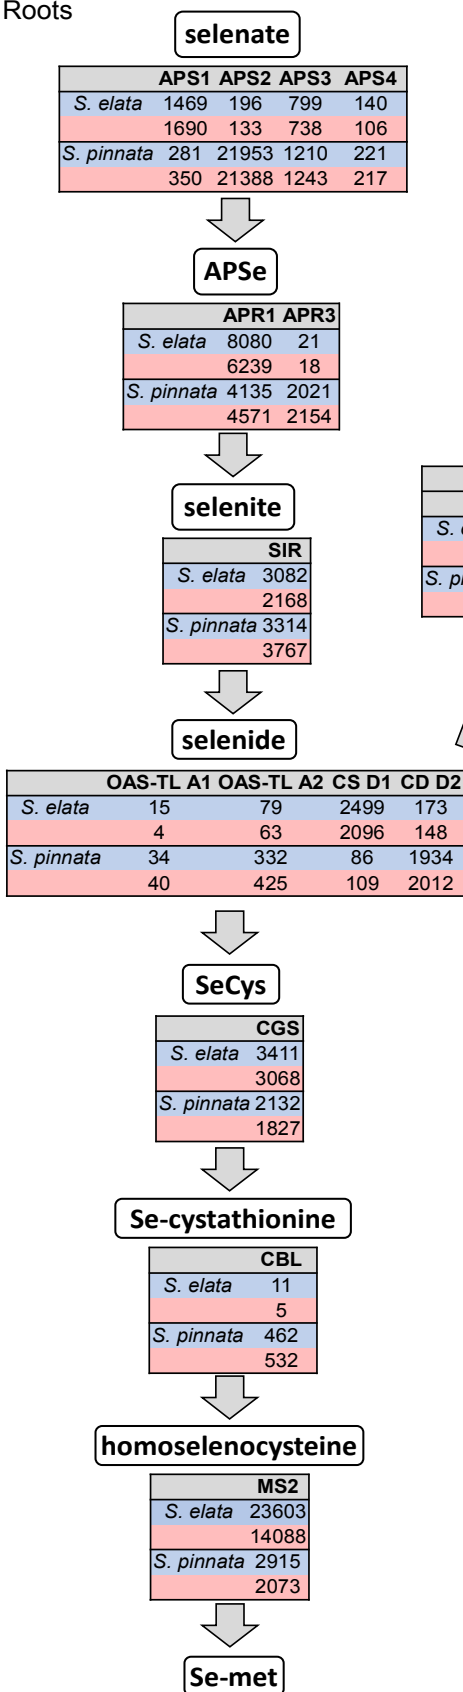 Roots
selenate
APS1 APS2 APS3 APS4
S. elata 1469 196 799 140
1690 133 738 106
S. pinnata 281 21953 1210 221
350 21388 1243 217
APSe
APR1 APR3
S. elata 8080 21
6239 18
S. pinnata 4135 2021
4571 2154
selenite
SIR
S. elata 3082
2168
S. pinnata 3314
3767
S.
S. p
selenide
OAS-TL A1 OAS-TL A2 CS D1 CD D2
S. elata 15 79 2499 173
4 63 2096 148
S. pinnata 34 332 86 1934
40 425 109 2012
SeCys
CGS
S. elata 3411
3068
S. pinnata 2132
1827
Se-cystathionine
CBL
S. elata 11
5
S. pinnata 462
532
homoselenocysteine
MS2
S. elata 23603
14088
S. pinnata 2915
2073
Se-met